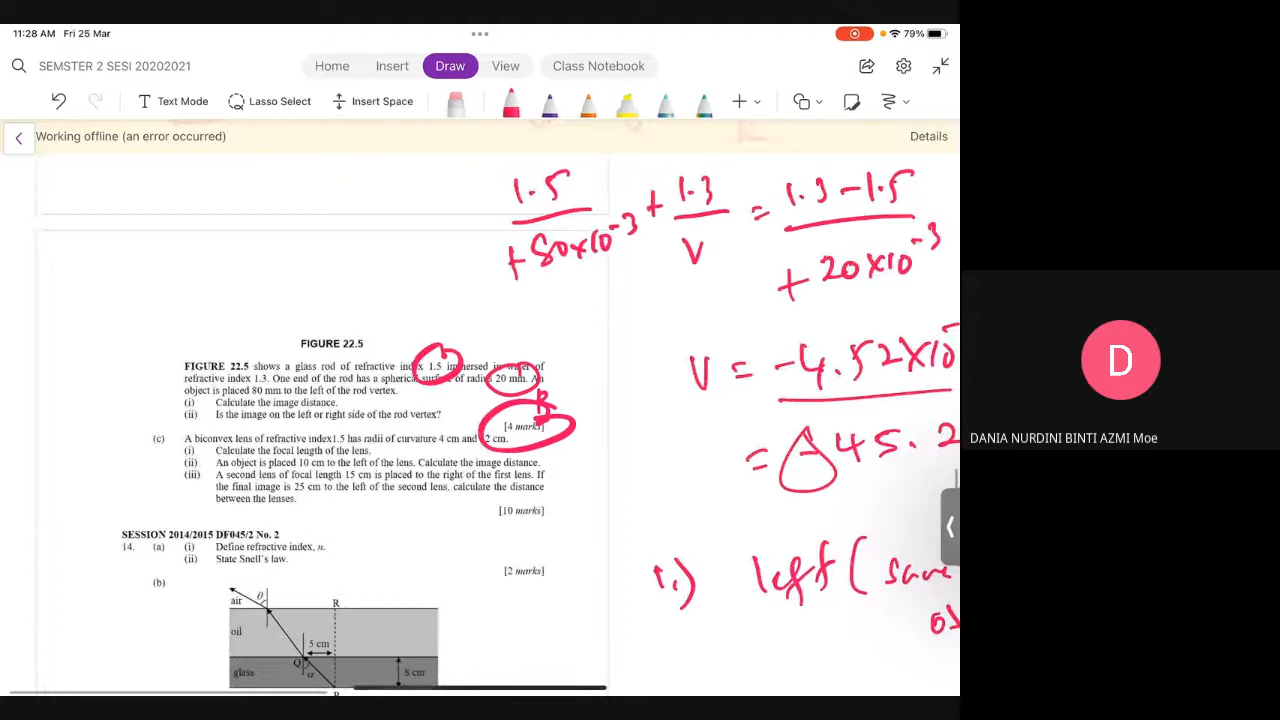 11:28 AM Fri 25 Mar
79%
SEMSTER 2 SESI 20202021
Home Insert Draw View Class Notebook
Text Mode Lasso Select Insert Space
Working offline (an error occurred)
Details
1.5 + 1.3 = 1.3 - 1.5
+80x10⁻³ V +20x10⁻³
FIGURE 22.5
FIGURE 22.5 shows a glass rod of refractive index 1.5 immersed in water of
refractive index 1.3. One end of the rod has a spherical surface of radius 20 mm. An
object is placed 80 mm to the left of the rod vertex.
(i) Calculate the image distance.
(ii) Is the image on the left or right side of the rod vertex?
[4 marks]
V = -4.52x10⁻
(c) A biconvex lens of refractive index1.5 has radii of curvature 4 cm and 2 cm.
(i) Calculate the focal length of the lens.
(ii) An object is placed 10 cm to the left of the lens. Calculate the image distance.
(iii) A second lens of focal length 15 cm is placed to the right of the first lens. If
the final image is 25 cm to the left of the second lens, calculate the distance
between the lenses.
[10 marks]
= -45.2
SESSION 2014/2015 DF045/2 No. 2
14. (a) (i) Define refractive index, n.
(ii) State Snell's law.
[2 marks]
ii) left (same
(b)
air θ R
oil
5 cm
Q
glass α 8 cm
D
DANIA NURDINI BINTI AZMI Moe